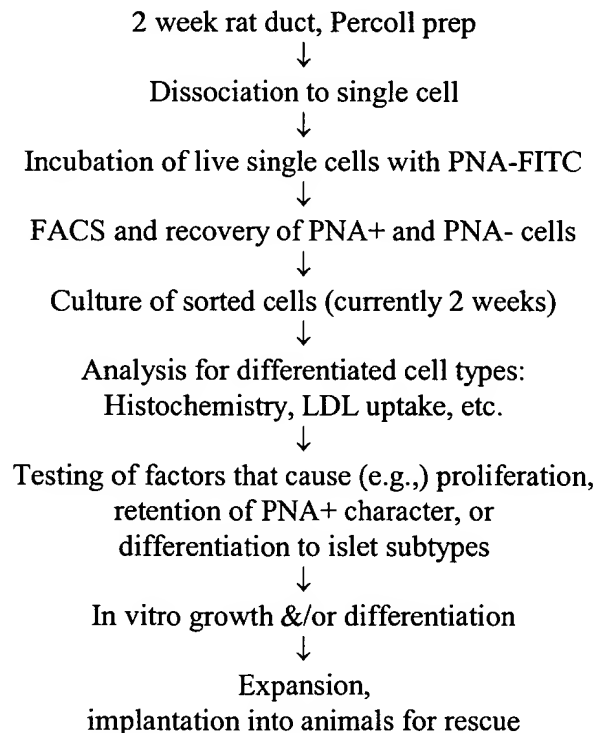 2 week rat duct, Percoll prep
↓
Dissociation to single cell
↓
Incubation of live single cells with PNA-FITC
↓
FACS and recovery of PNA+ and PNA- cells
↓
Culture of sorted cells (currently 2 weeks)
↓
Analysis for differentiated cell types:
Histochemistry, LDL uptake, etc.
↓
Testing of factors that cause (e.g.,) proliferation,
retention of PNA+ character, or
differentiation to islet subtypes
↓
In vitro growth &/or differentiation
↓
Expansion,
implantation into animals for rescue